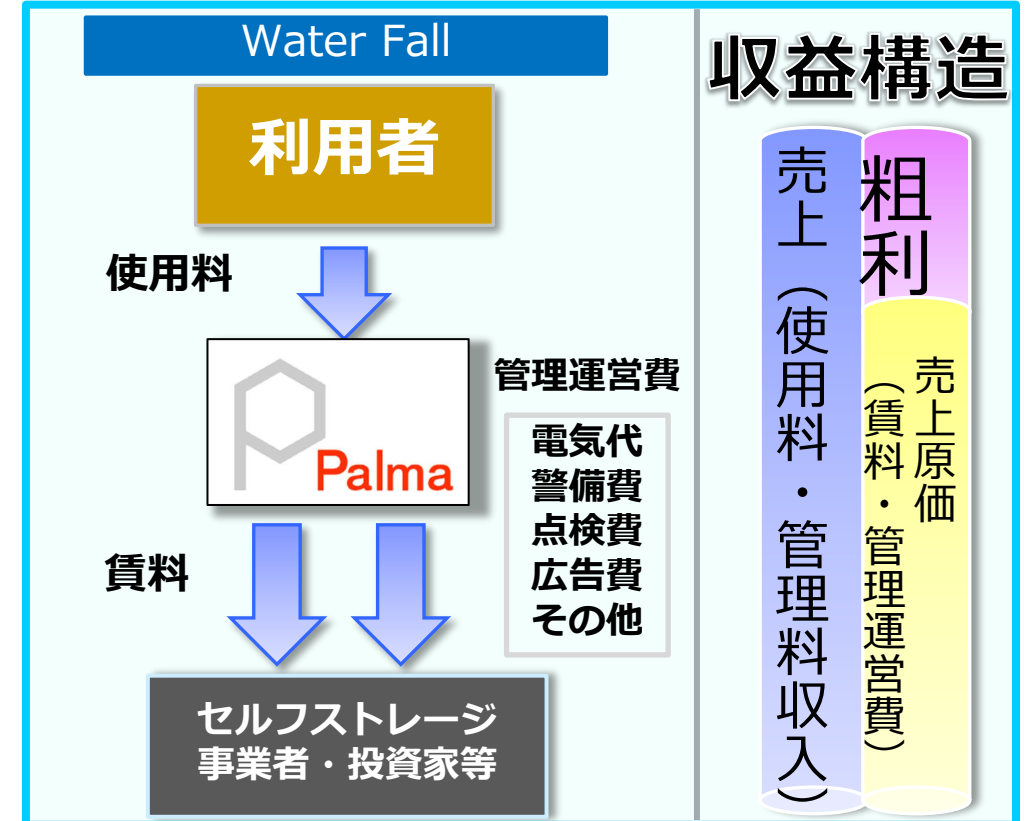 Water Fall
利用者
使用料
Palma
管理運営費
電気代
警備費
点検費
広告費
その他
賃料
セルフストレージ
事業者・投資家等
収益構造
売上（使用料・管理料収入）
粗利
売上原価
（賃料・管理運営費）